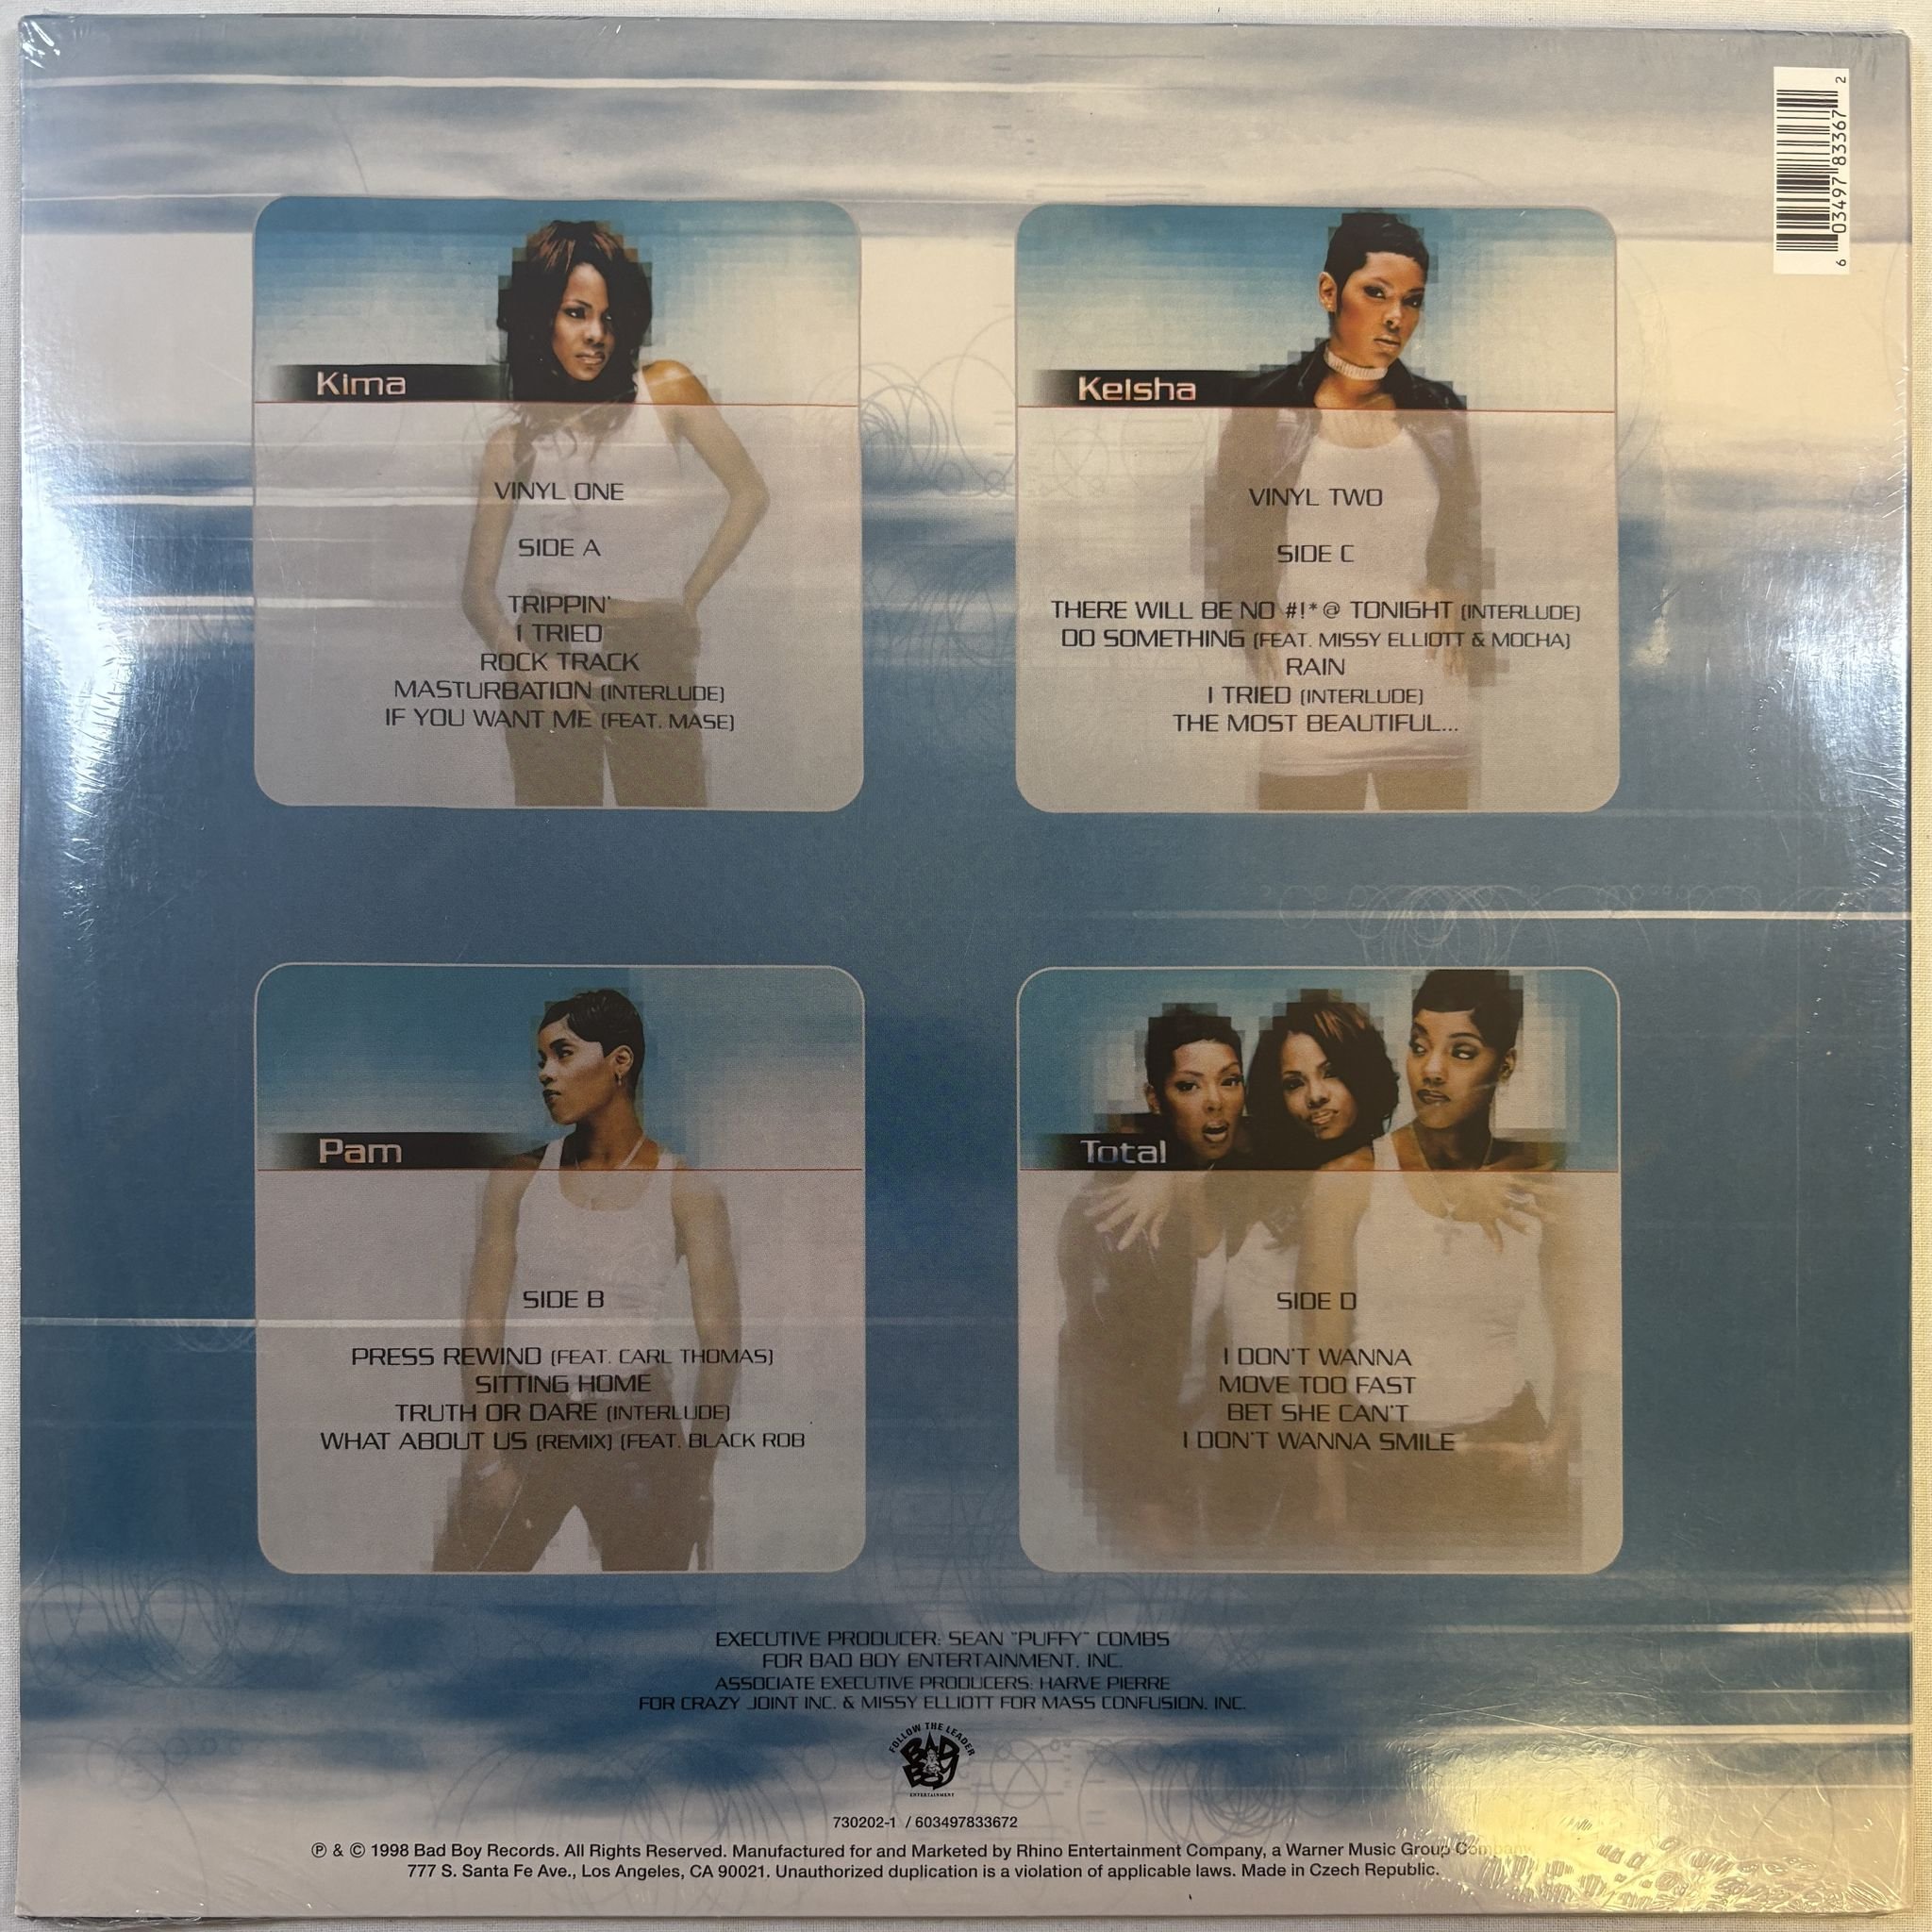 6 03497 83367 2
Kima
VINYL ONE
SIDE A
TRIPPIN'
I TRIED
ROCK TRACK
MASTURBATION (INTERLUDE)
IF YOU WANT ME (FEAT. MASE)
Keisha
VINYL TWO
SIDE C
THERE WILL BE NO #!*@ TONIGHT (INTERLUDE)
DO SOMETHING (FEAT. MISSY ELLIOTT & MOCHA)
RAIN
I TRIED (INTERLUDE)
THE MOST BEAUTIFUL...
Pam
SIDE B
PRESS REWIND (FEAT. CARL THOMAS)
SITTING HOME
TRUTH OR DARE (INTERLUDE)
WHAT ABOUT US (REMIX) (FEAT. BLACK ROB
Total
SIDE D
I DON'T WANNA
MOVE TOO FAST
BET SHE CAN'T
I DON'T WANNA SMILE
EXECUTIVE PRODUCER: SEAN "PUFFY" COMBS
FOR BAD BOY ENTERTAINMENT, INC.
ASSOCIATE EXECUTIVE PRODUCERS: HARVE PIERRE
FOR CRAZY JOINT INC. & MISSY ELLIOTT FOR MASS CONFUSION, INC.
FOLLOW THE LEADER
BAD BOY
ENTERTAINMENT
730202-1 / 603497833672
℗ & © 1998 Bad Boy Records. All Rights Reserved. Manufactured for and Marketed by Rhino Entertainment Company, a Warner Music Group Company
777 S. Santa Fe Ave., Los Angeles, CA 90021. Unauthorized duplication is a violation of applicable laws. Made in Czech Republic.